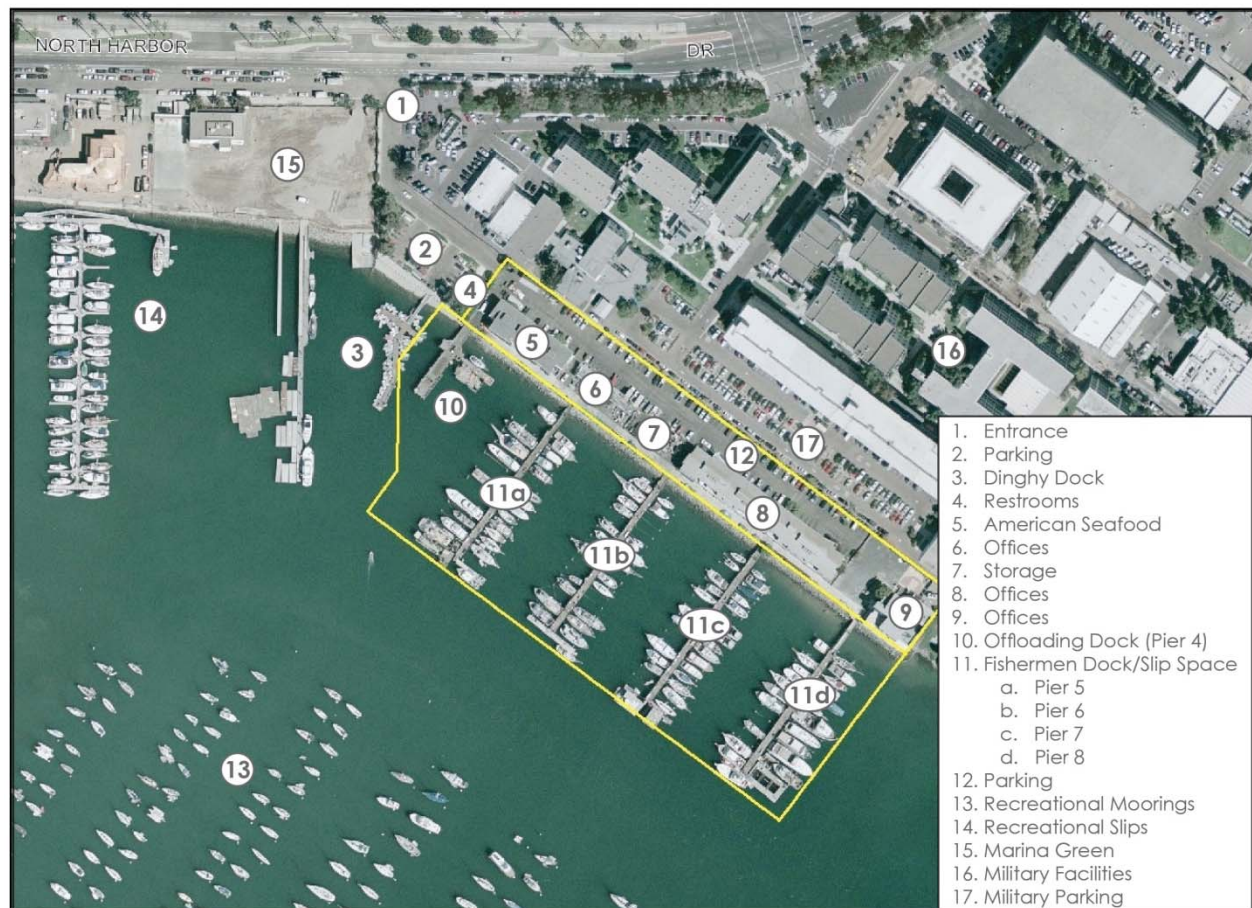 NORTH HARBOR DR
1
15
2
4
14
3
5
16
6
10
7
17
12
11a
8
11b
9
11c
11d
13
1. Entrance
2. Parking
3. Dinghy Dock
4. Restrooms
5. American Seafood
6. Offices
7. Storage
8. Offices
9. Offices
10. Offloading Dock (Pier 4)
11. Fishermen Dock/Slip Space
a. Pier 5
b. Pier 6
c. Pier 7
d. Pier 8
12. Parking
13. Recreational Moorings
14. Recreational Slips
15. Marina Green
16. Military Facilities
17. Military Parking